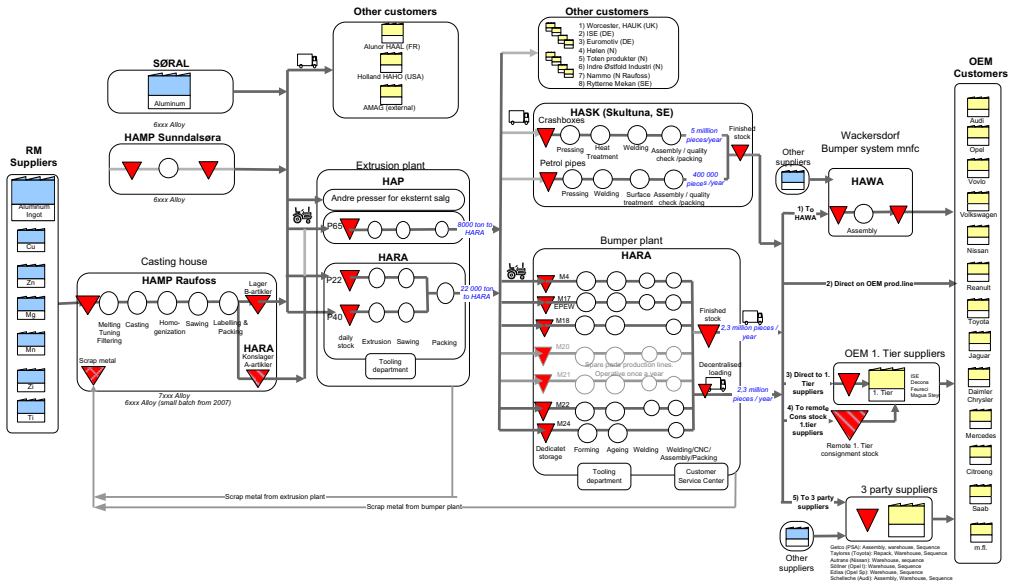 Other customers
Alunor HAAL (FR)
Holland HAHO (USA)
AMAG (external)
Other customers
1) Worcester, HAUK (UK)
2) ISE (DE)
3) Euromotiv (DE)
4) Hølen (N)
5) Toten produkter (N)
6) Indre Østfold Industri (N)
7) Nammo (N Raufoss)
8) Rytterne Mekan (SE)
OEM
Customers
Audi
Opel
Vovlo
Volkswagen
Nissan
Reanult
Toyota
Jaguar
Daimler
Chrysler
Mercedes
Citroeng
Saab
m.fl.
SØRAL
Aluminum
6xxx Alloy
HAMP Sunndalsøra
6xxx Alloy
RM
Suppliers
Aluminum
Ingot
Cu
Zn
Mg
Mn
Zi
Ti
Casting house
HAMP Raufoss
Lager
B-artikler
Melting
Tuning
Filtering
Casting
Homo-
genization
Sawing
Labelling &
Packing
HARA
Konslager
A-artikler
Scrap metal
7xxx Alloy
6xxx Alloy (small batch from 2007)
Extrusion plant
HAP
Andre presser for eksternt salg
P65
8000 ton to
HARA
HARA
P22
P40
22 000 ton
to HARA
daily
stock
Extrusion
Sawing
Packing
Tooling
department
HASK (Skultuna, SE)
Crashboxes
Pressing
Heat
Treatment
Welding
Assembly / quality
check /packing
5 million
pieces/year
Finished
stock
Petrol pipes
Pressing
Welding
Surface
treatment
Assembly / quality
check /packing
400 000
pieces /year
Bumper plant
HARA
M4
M17
EPEW
M18
M20
Spare parts production lines.
Operative once a year
M21
M22
M24
Dedicatet
storage
Forming
Ageing
Welding
Welding/CNC/
Assembly/Packing
Tooling
department
Customer
Service Center
Finished
stock
2,3 million pieces /
year
Decentralised
loading
2,3 million
pieces / year
Wackersdorf
Bumper system mnfc
Other
suppliers
HAWA
Assembly
1) To
HAWA
2) Direct on OEM prod.line
OEM 1. Tier suppliers
3) Direct to 1.
Tier
suppliers
1. Tier
ISE
Decoma
4) To remote
Cons stock
1.tier
suppliers
Remote 1. Tier
consignment stock
3 party suppliers
5) To 3 party
suppliers
Other
suppliers
Gefco (PSA): Assembly, warehouse, Sequence
Taylorss (Toyota): Repack, Warehouse, Sequence
Autrans (Nissan): Warehouse, sequence
Söllner (Opel I): Warehouse, Sequence
Edisa (Opel Sp): Warehouse, Sequence
Schellecke (Audi): Assembly, Warehouse, Sequence
Scrap metal from extrusion plant
Scrap metal from bumper plant